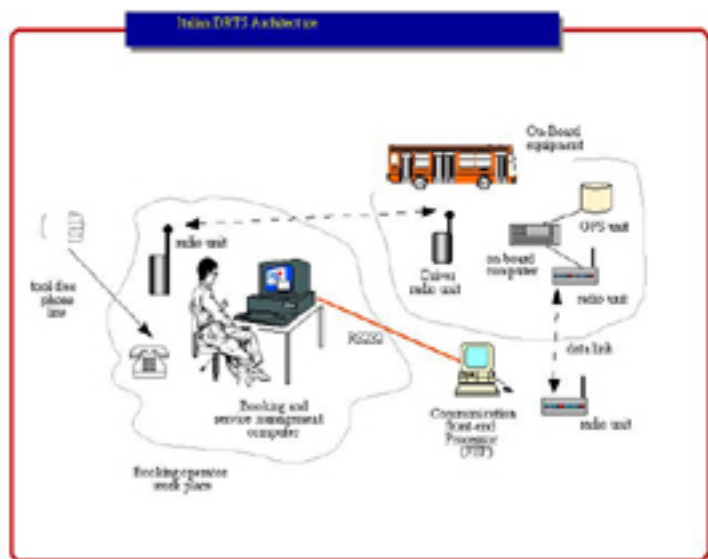 Italian DRTS Architecture
On-Board
equipment
radio unit
GPS unit
on-board
computer
Driver
radio unit
radio unit
tool free
phone
line
RS232
data link
Booking and
service management
computer
Communication
front-end
Processor
(FEP)
radio unit
Booking operator
work place